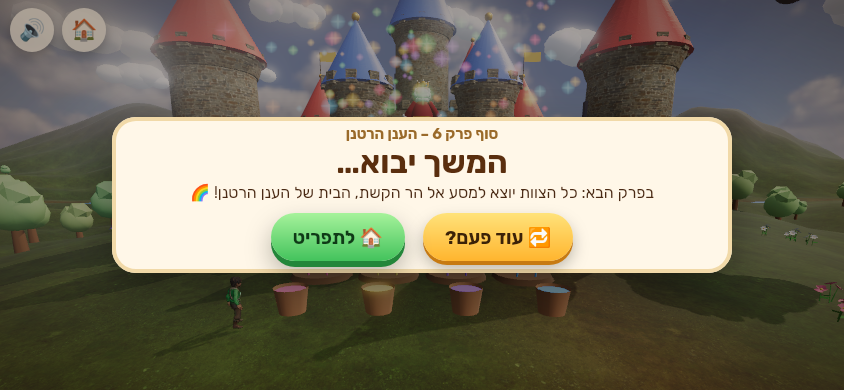 סוף פרק 6 – הענן הרטנן
המשך יבוא...
בפרק הבא: כל הצוות יוצא למסע אל הר הקשת, הבית של הענן הרטנן! 🌈
🔁 עוד פעם?
🏠 לתפריט